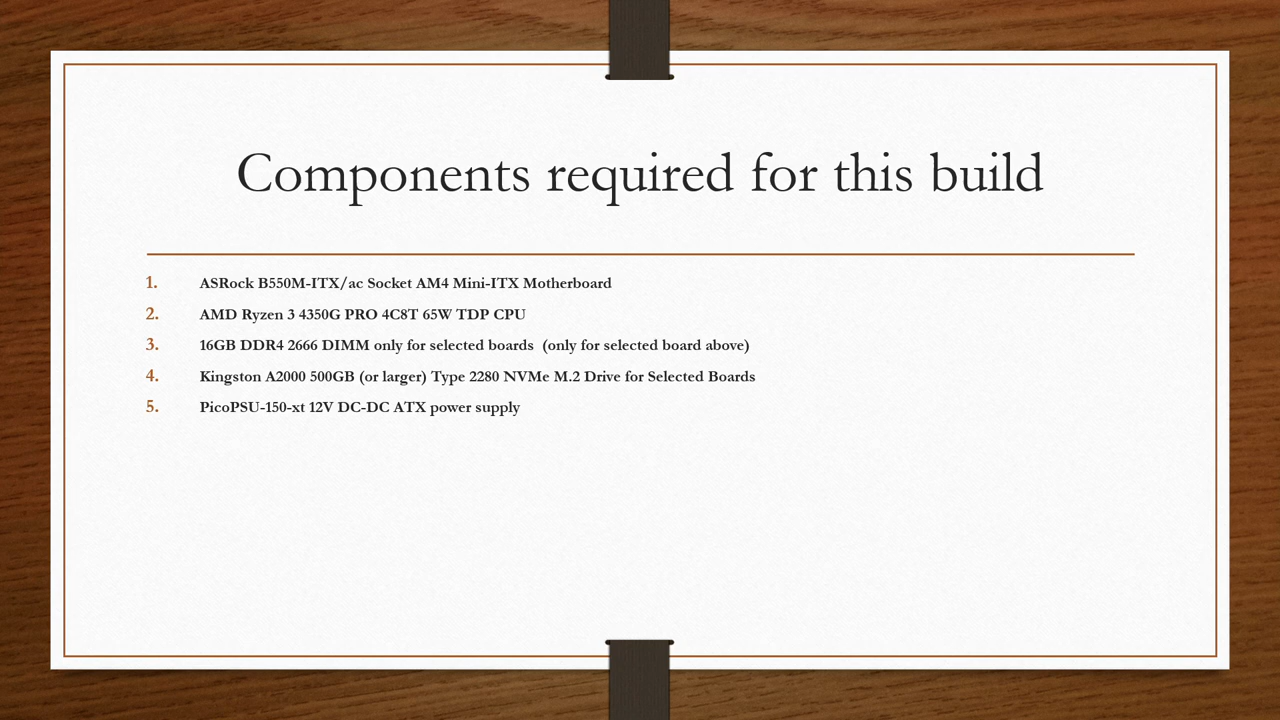 Components required for this build
1. ASRock B550M-ITX/ac Socket AM4 Mini-ITX Motherboard
2. AMD Ryzen 3 4350G PRO 4C8T 65W TDP CPU
3. 16GB DDR4 2666 DIMM only for selected boards  (only for selected board above)
4. Kingston A2000 500GB (or larger) Type 2280 NVMe M.2 Drive for Selected Boards
5. PicoPSU-150-xt 12V DC-DC ATX power supply